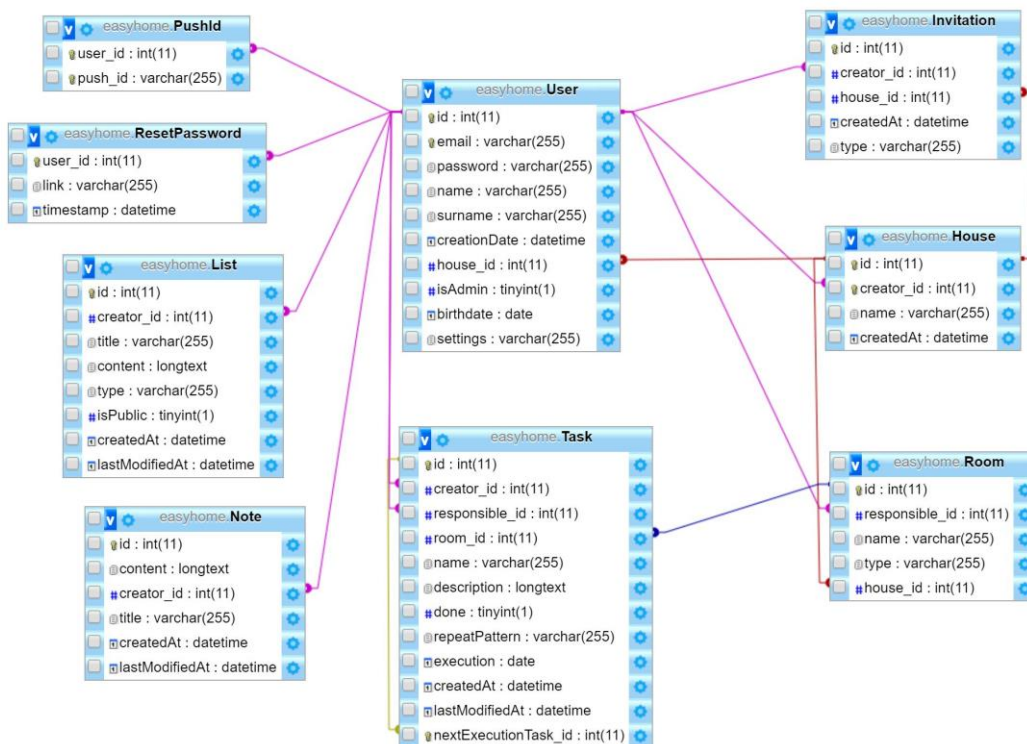 easyhome.PushId
user_id : int(11)
push_id : varchar(255)
easyhome.ResetPassword
user_id : int(11)
link : varchar(255)
timestamp : datetime
easyhome.List
id : int(11)
creator_id : int(11)
title : varchar(255)
content : longtext
type : varchar(255)
isPublic : tinyint(1)
createdAt : datetime
lastModifiedAt : datetime
easyhome.Note
id : int(11)
content : longtext
creator_id : int(11)
title : varchar(255)
createdAt : datetime
lastModifiedAt : datetime
easyhome.User
id : int(11)
email : varchar(255)
password : varchar(255)
name : varchar(255)
surname : varchar(255)
creationDate : datetime
house_id : int(11)
isAdmin : tinyint(1)
birthdate : date
settings : varchar(255)
easyhome.Task
id : int(11)
creator_id : int(11)
responsible_id : int(11)
room_id : int(11)
name : varchar(255)
description : longtext
done : tinyint(1)
repeatPattern : varchar(255)
execution : date
createdAt : datetime
lastModifiedAt : datetime
nextExecutionTask_id : int(11)
easyhome.Invitation
id : int(11)
creator_id : int(11)
house_id : int(11)
createdAt : datetime
type : varchar(255)
easyhome.House
id : int(11)
creator_id : int(11)
name : varchar(255)
createdAt : datetime
easyhome.Room
id : int(11)
responsible_id : int(11)
name : varchar(255)
type : varchar(255)
house_id : int(11)